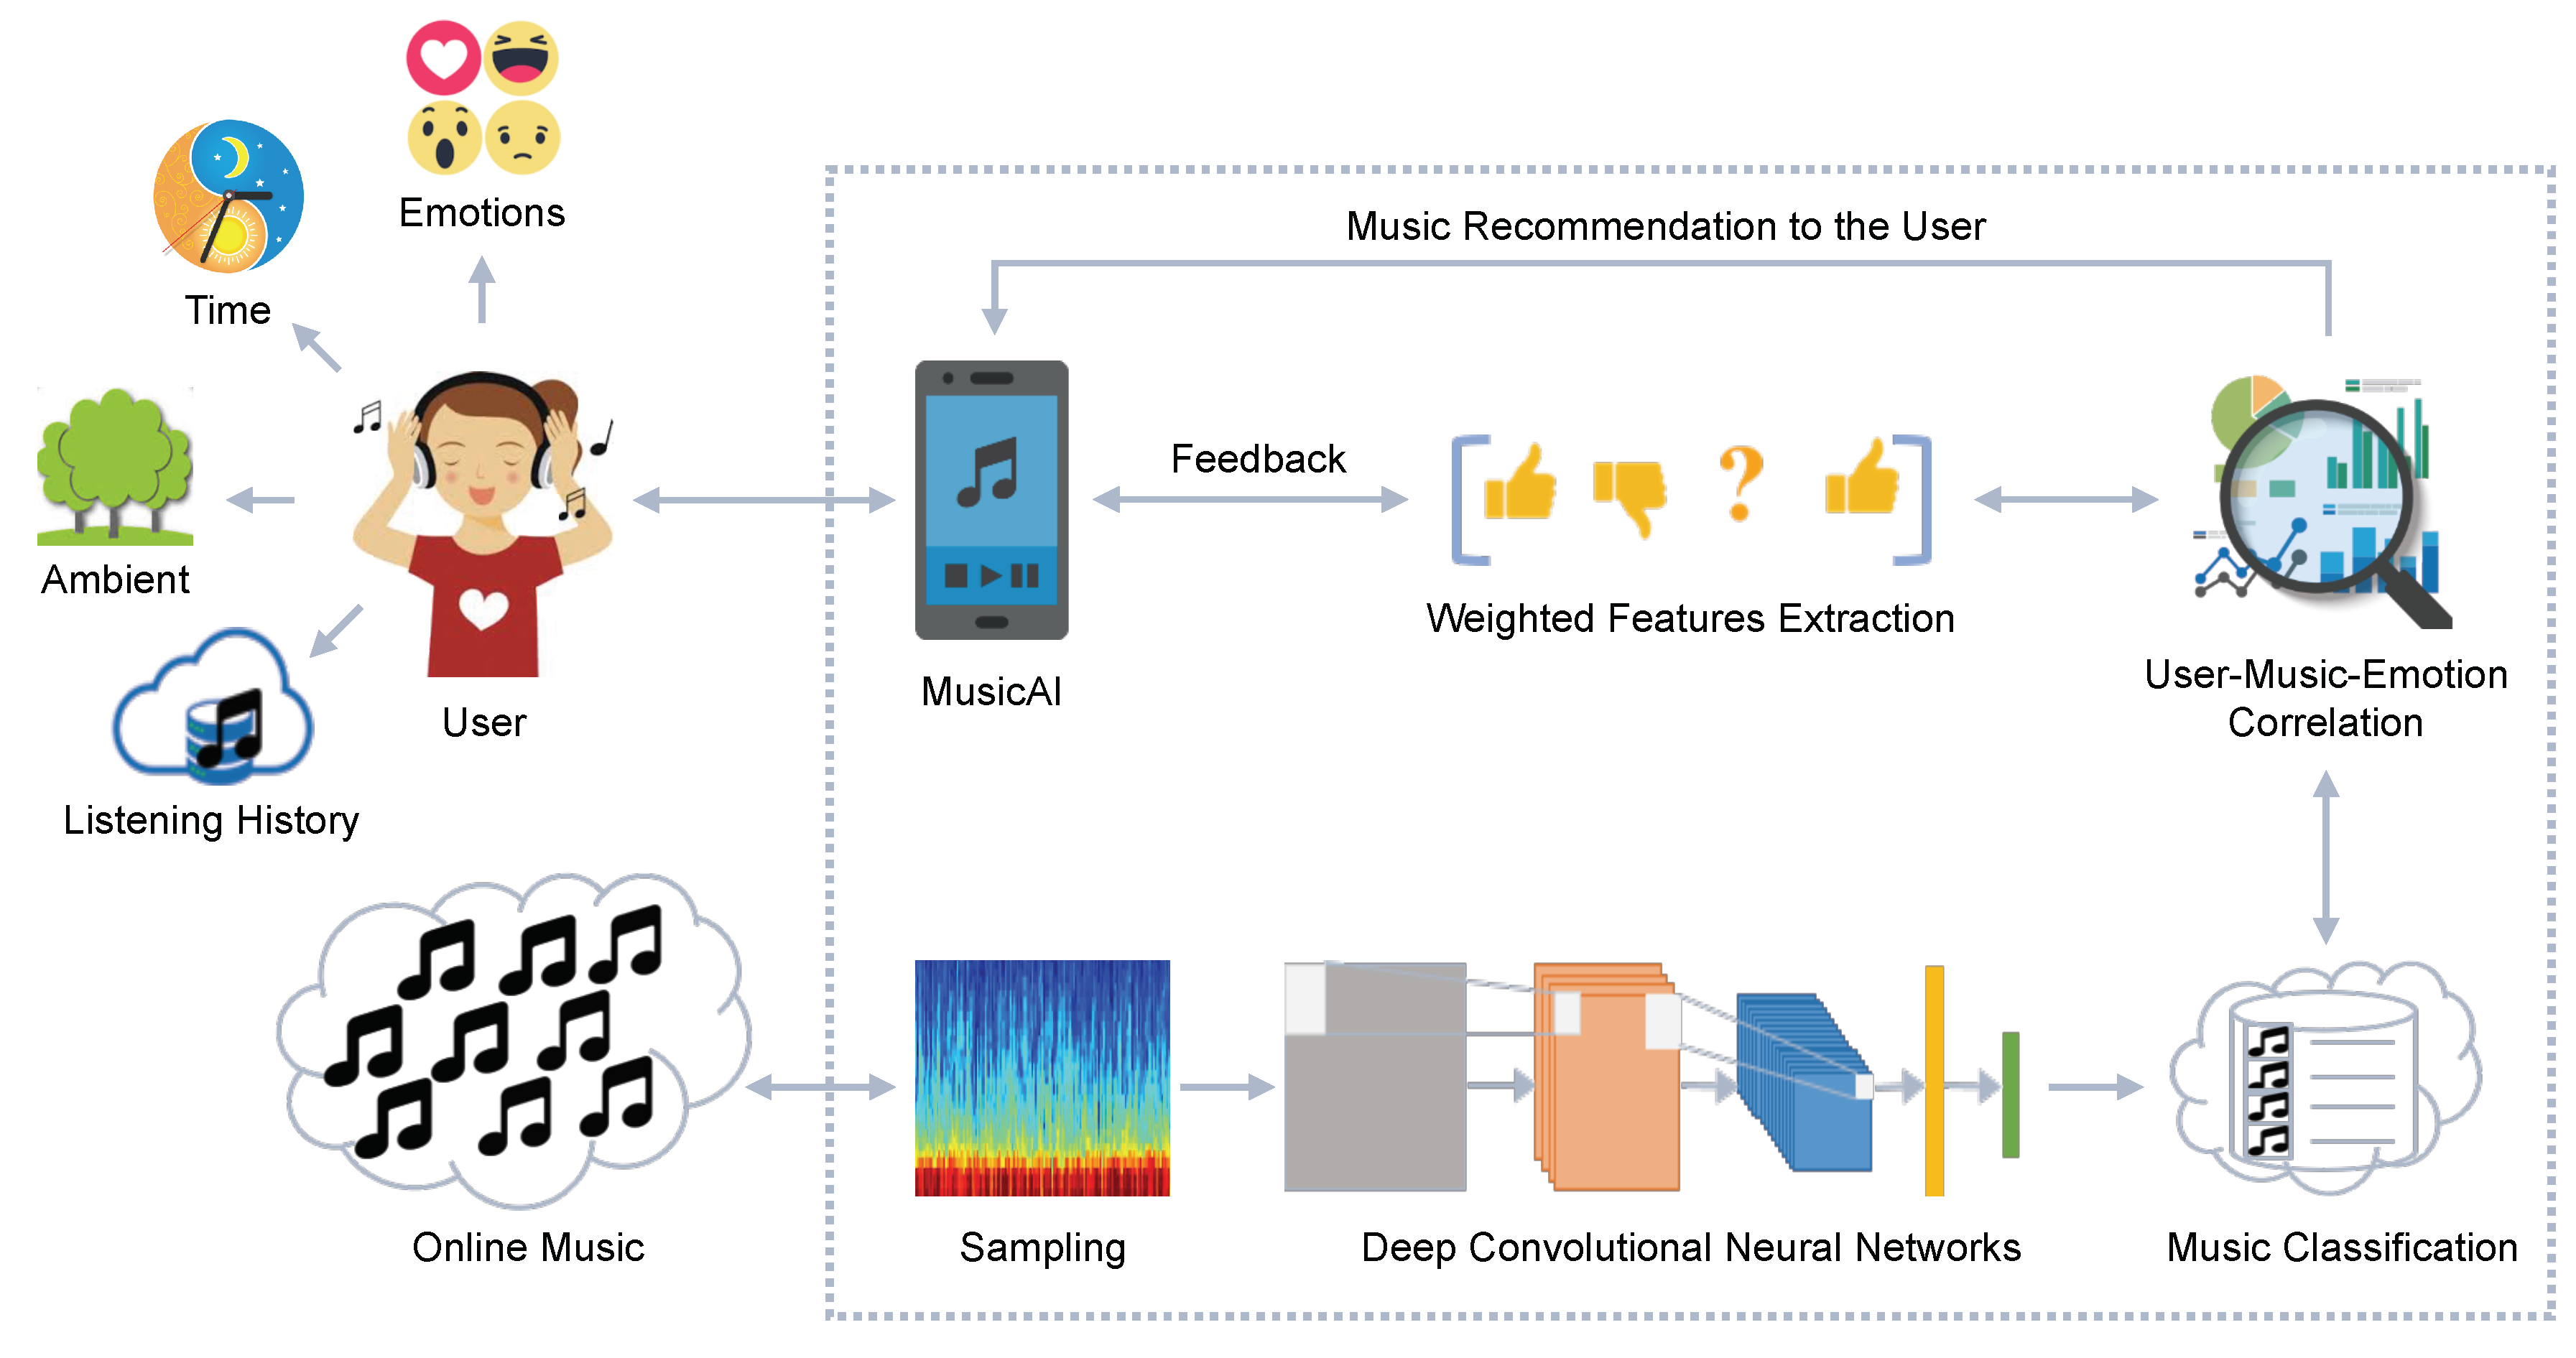 Emotions
Time
Music Recommendation to the User
Ambient
Feedback
User
MusicAI
Weighted Features Extraction
User-Music-Emotion
Correlation
Listening History
Online Music
Sampling
Deep Convolutional Neural Networks
Music Classification